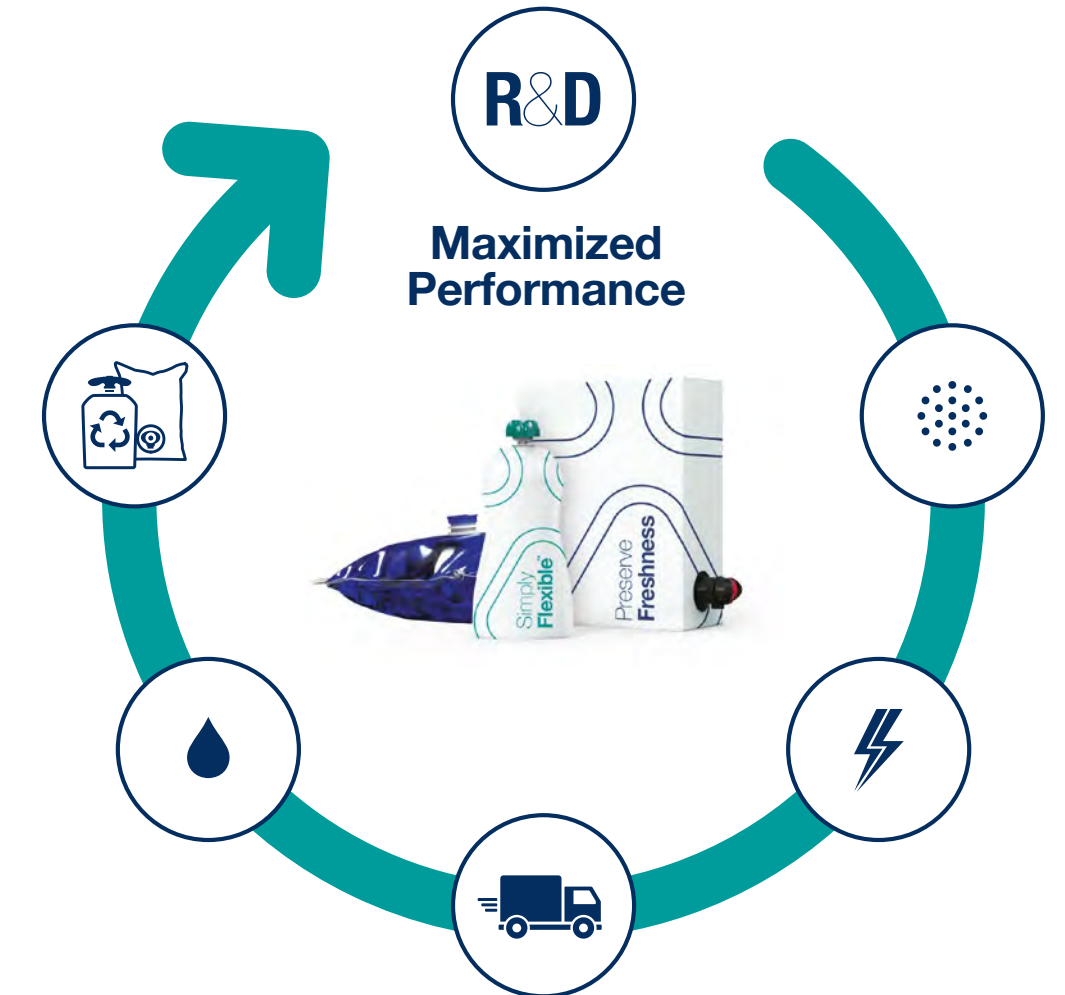 R&D
Maximized
Performance
Simply
Flexible™
Preserve
Freshness